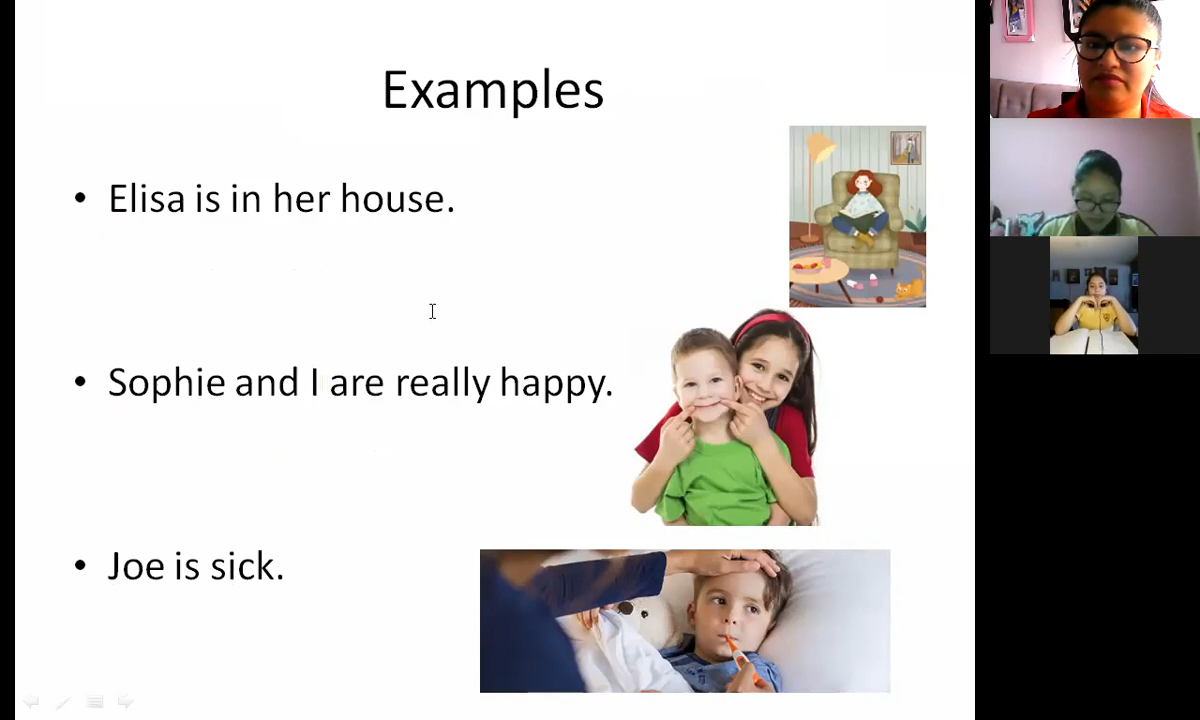 Examples
• Elisa is in her house.
• Sophie and I are really happy.
• Joe is sick.